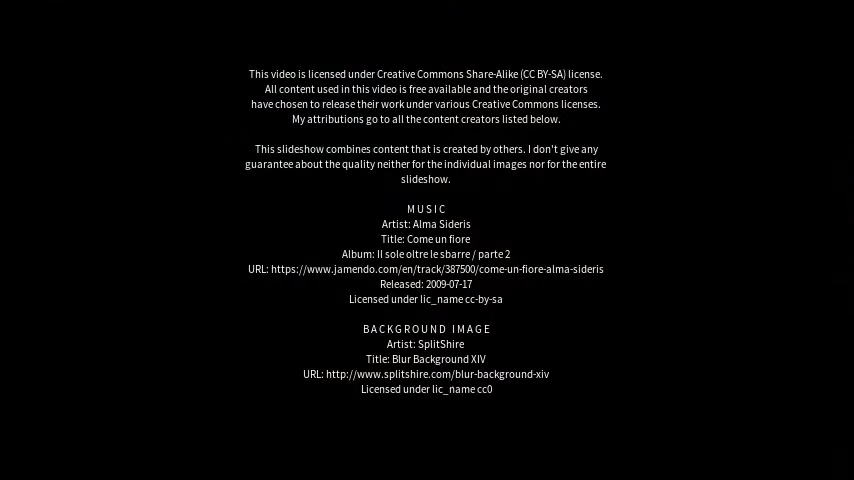 This video is licensed under Creative Commons Share-Alike (CC BY-SA) license.
All content used in this video is free available and the original creators
have chosen to release their work under various Creative Commons licenses.
My attributions go to all the content creators listed below.
This slideshow combines content that is created by others. I don't give any
guarantee about the quality neither for the individual images nor for the entire
slideshow.
MUSIC
Artist: Alma Sideris
Title: Come un fiore
Album: Il sole oltre le sbarre / parte 2
URL: https://www.jamendo.com/en/track/387500/come-un-fiore-alma-sideris
Released: 2009-07-17
Licensed under lic_name cc-by-sa
BACKGROUND IMAGE
Artist: SplitShire
Title: Blur Background XIV
URL: http://www.splitshire.com/blur-background-xiv
Licensed under lic_name cc0